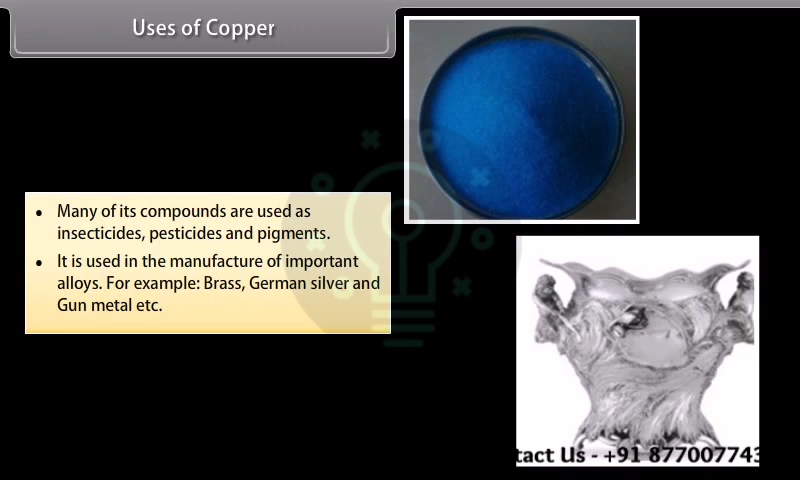 Uses of Copper
• Many of its compounds are used as
insecticides, pesticides and pigments.
• It is used in the manufacture of important
alloys. For example: Brass, German silver and
Gun metal etc.
tact Us - +91 877007743